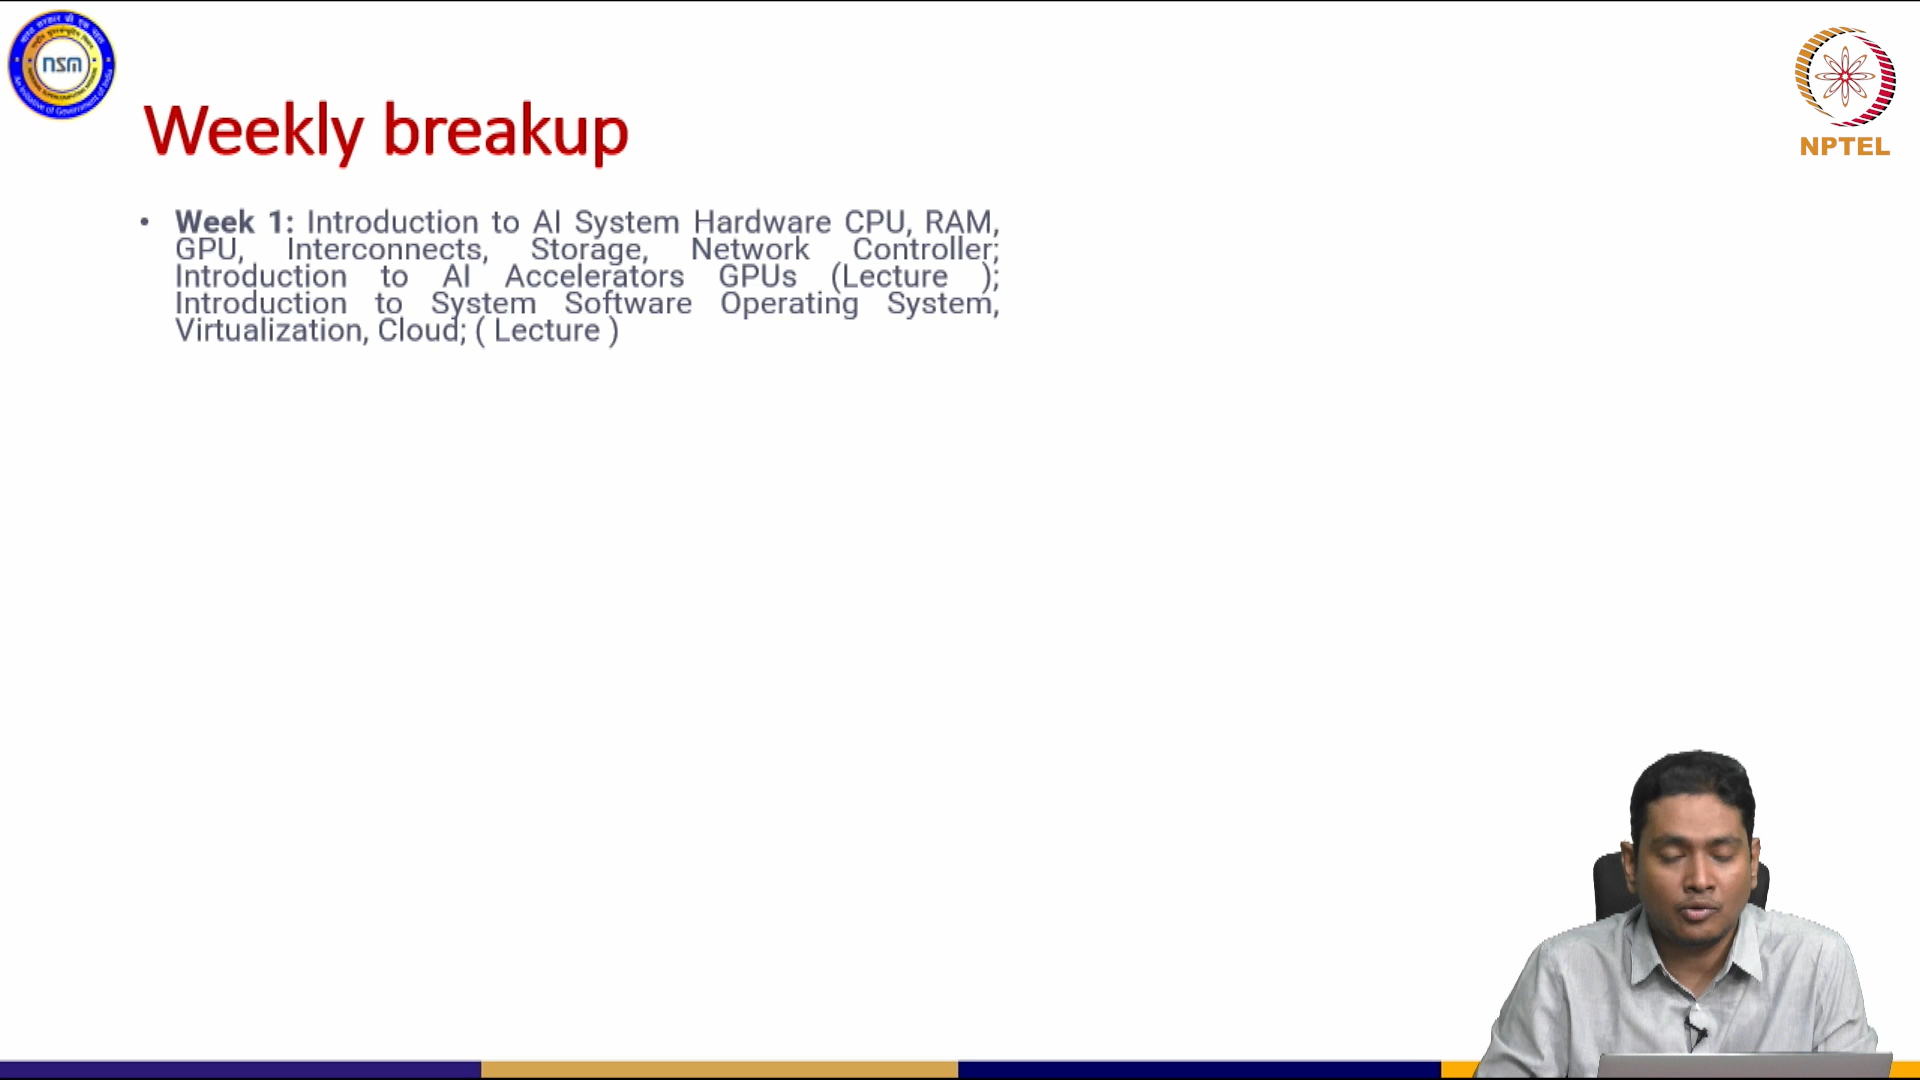 nsm
NPTEL
Weekly breakup
• Week 1: Introduction to AI System Hardware CPU, RAM,
GPU, Interconnects, Storage, Network Controller;
Introduction to AI Accelerators GPUs (Lecture );
Introduction to System Software Operating System,
Virtualization, Cloud; ( Lecture )